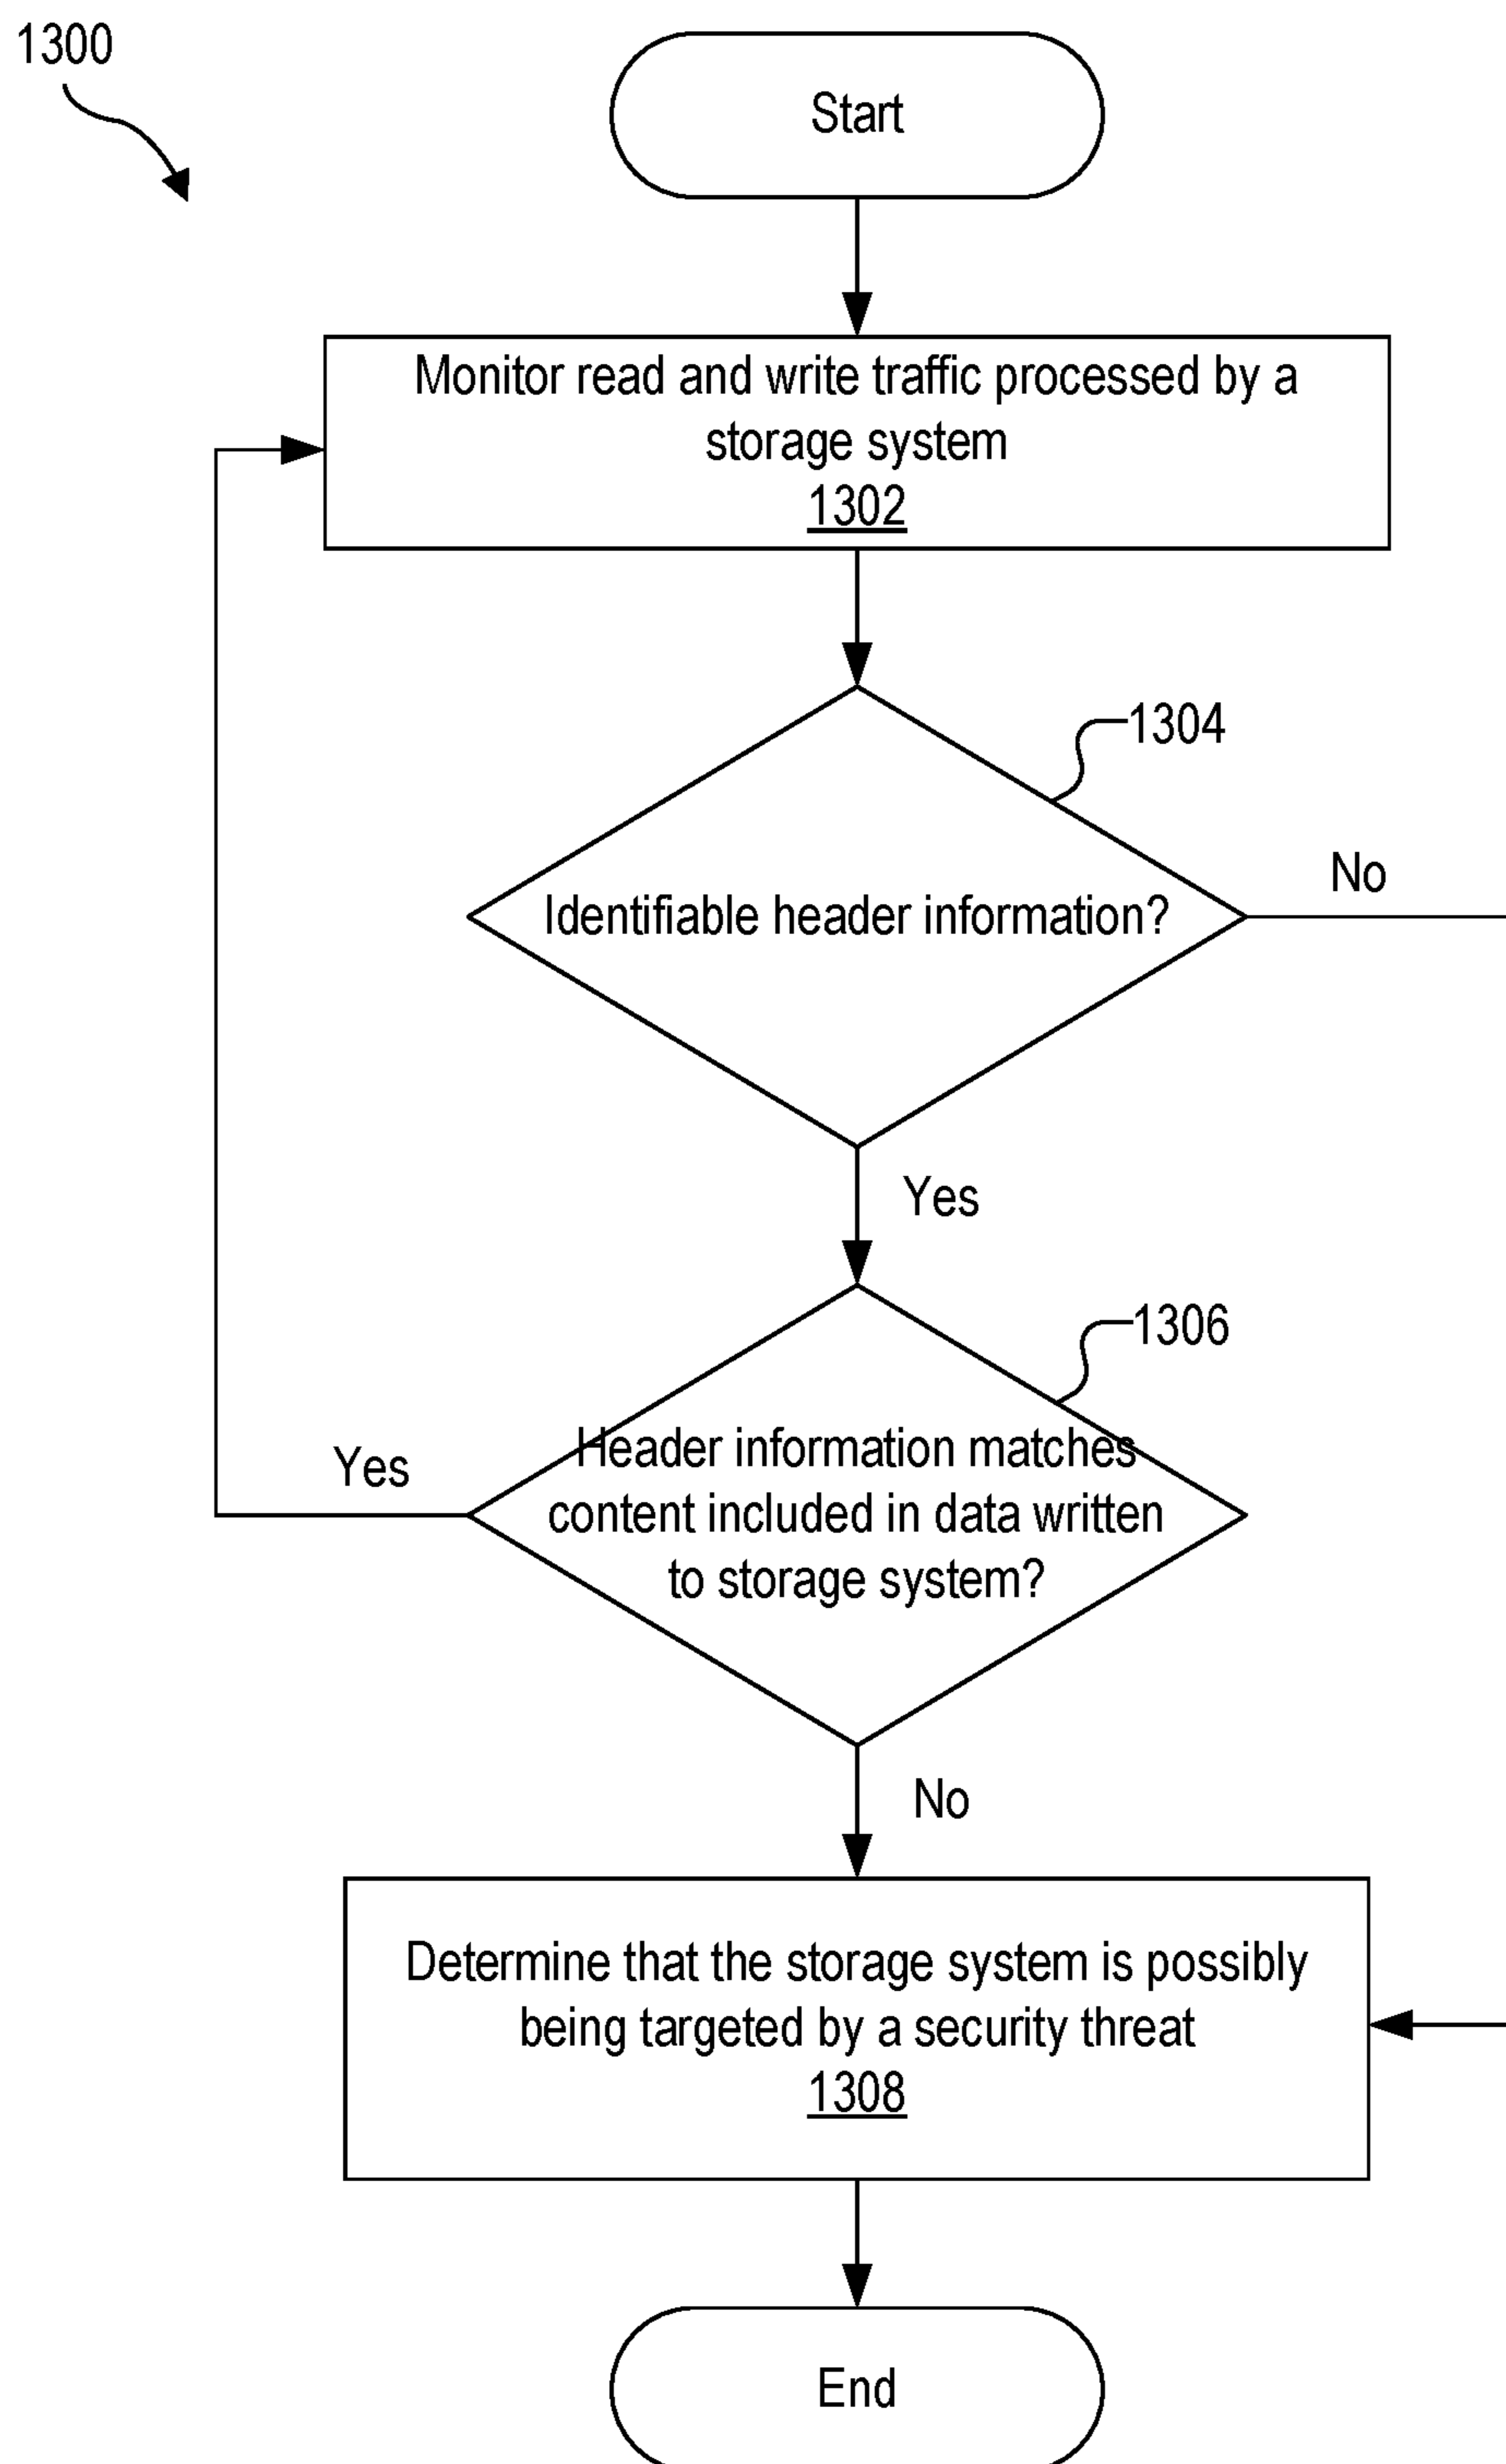 1300
Start
Monitor read and write traffic processed by a
storage system
1302
1304
Identifiable header information?
No
Yes
1306
Header information matches
content included in data written
to storage system?
Yes
No
Determine that the storage system is possibly
being targeted by a security threat
1308
End